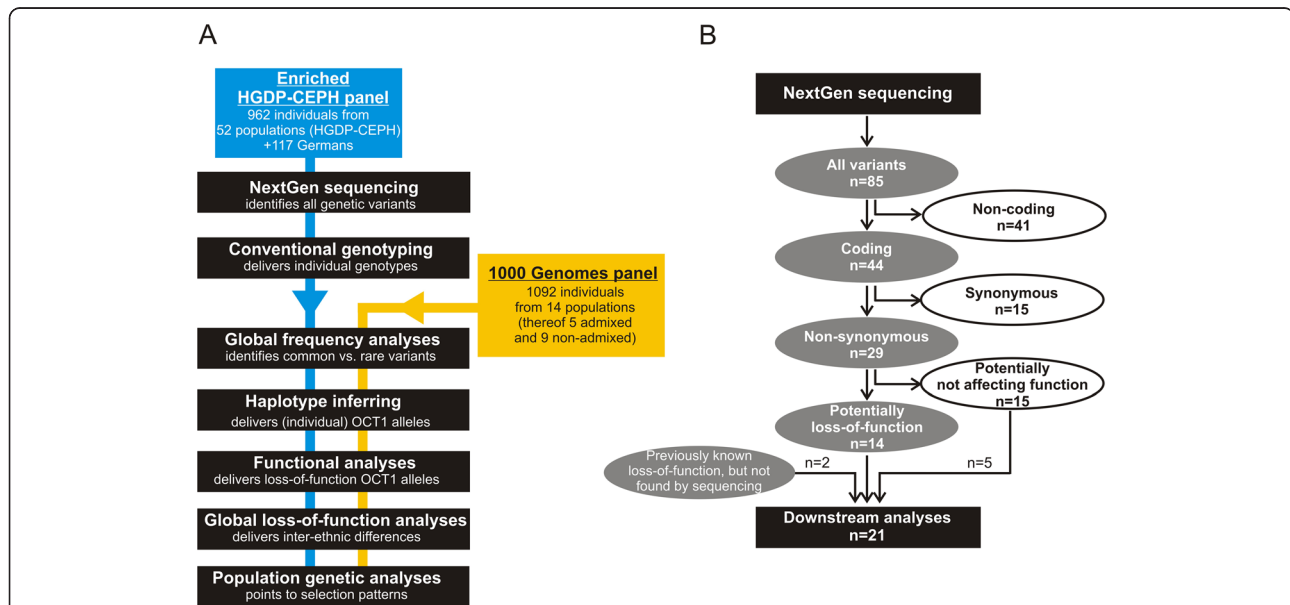 A
Enriched
HGDP-CEPH panel
962 individuals from
52 populations (HGDP-CEPH)
+117 Germans
NextGen sequencing
identifies all genetic variants
Conventional genotyping
delivers individual genotypes
1000 Genomes panel
1092 individuals
from 14 populations
(thereof 5 admixed
and 9 non-admixed)
Global frequency analyses
identifies common vs. rare variants
Haplotype inferring
delivers (individual) OCT1 alleles
Functional analyses
delivers loss-of-function OCT1 alleles
Global loss-of-function analyses
delivers inter-ethnic differences
Population genetic analyses
points to selection patterns
B
NextGen sequencing
All variants
n=85
Non-coding
n=41
Coding
n=44
Synonymous
n=15
Non-synonymous
n=29
Potentially
not affecting function
n=15
Potentially
loss-of-function
n=14
Previously known
loss-of-function, but not
found by sequencing
n=2
n=5
Downstream analyses
n=21